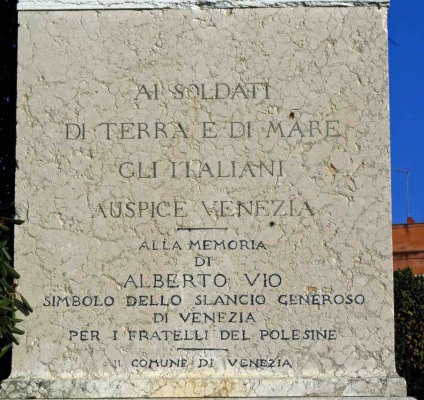 AI SOLDATI
DI TERRA E DI MARE
GLI ITALIANI
AUSPICE VENEZIA
ALLA MEMORIA
DI
ALBERTO VIO
SIMBOLO DELLO SLANCIO GENEROSO
DI VENEZIA
PER I FRATELLI DEL POLESINE
IL COMUNE DI VENEZIA